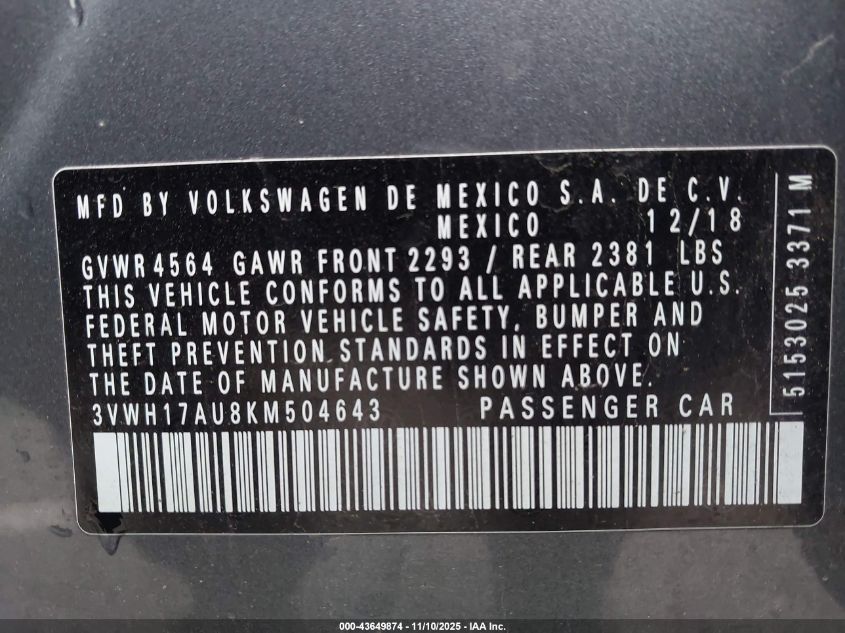 MFD BY VOLKSWAGEN DE MEXICO S.A. DE C.V.
MEXICO 12/18
GVWR 4564 GAWR FRONT 2293 / REAR 2381 LBS
THIS VEHICLE CONFORMS TO ALL APPLICABLE U.S.
FEDERAL MOTOR VEHICLE SAFETY, BUMPER AND
THEFT PREVENTION STANDARDS IN EFFECT ON
THE DATE OF MANUFACTURE SHOWN ABOVE.
3VWH17AU8KM504643 PASSENGER CAR
5153025 3371 M
000-43649874 - 11/10/2025 - IAA Inc.